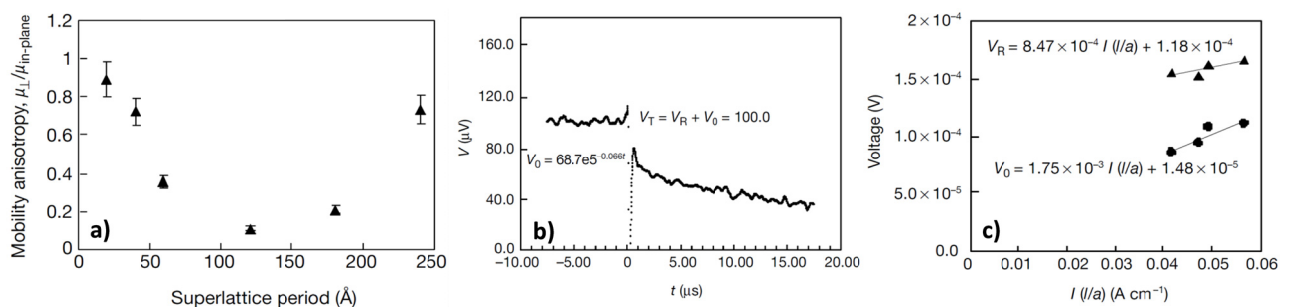 1.2
1
0.8
0.6
0.4
0.2
0
Mobility anisotropy, μ⊥/μin-plane
a)
0 50 100 150 200 250
Superlattice period (Å)
160.0
120.0
80.0
40.0
0.0
V (μV)
VT = VR + V0 = 100.0
V0 = 68.7e5^-0.066t
b)
-10.00 -5.00 0 5.00 10.00 15.00 20.00
t (μs)
2×10^-4
1.5×10^-4
1×10^-4
5.0×10^-5
0
Voltage (V)
VR = 8.47×10^-4 I (l/a) + 1.18×10^-4
V0 = 1.75×10^-3 I (l/a) + 1.48×10^-5
c)
0 0.01 0.02 0.03 0.04 0.05 0.06
I (l/a) (A cm^-1)